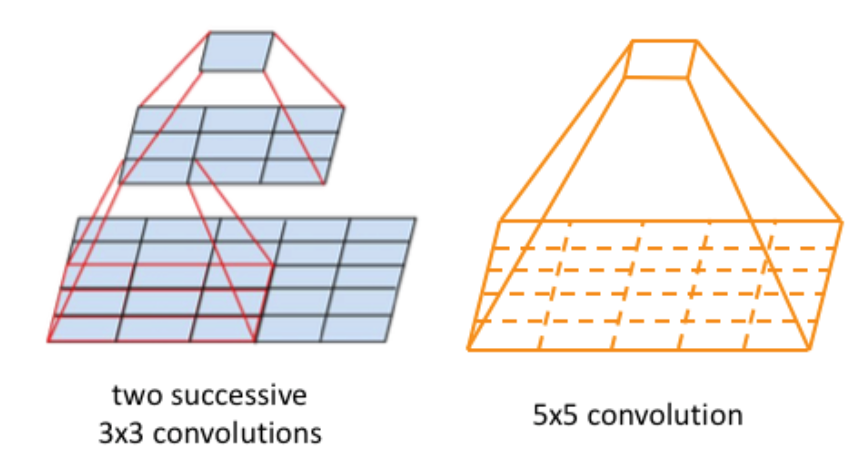 two successive
3x3 convolutions
5x5 convolution